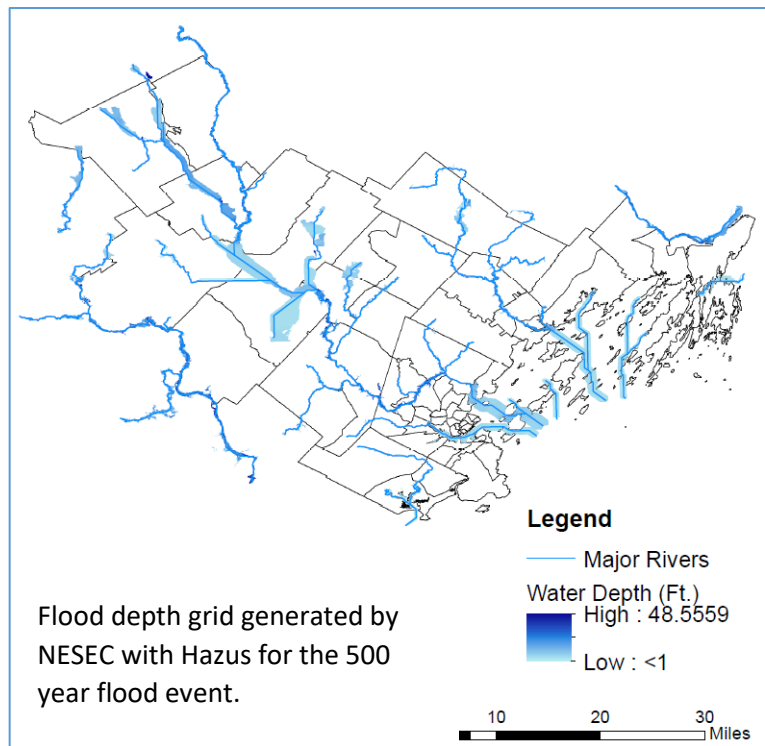 Legend
Major Rivers
Water Depth (Ft.)
High : 48.5559
Low : <1
Flood depth grid generated by
NESEC with Hazus for the 500
year flood event.
10 20 30
Miles